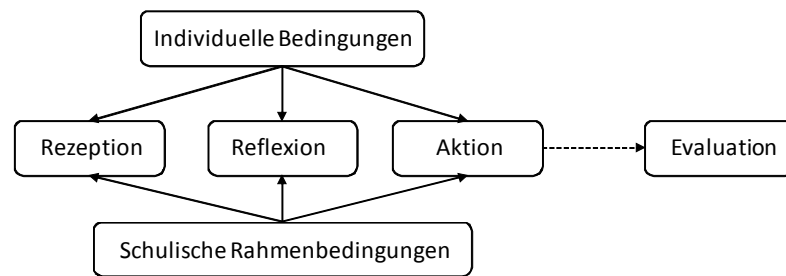 Individuelle Bedingungen
Rezeption
Reflexion
Aktion
Evaluation
Schulische Rahmenbedingungen